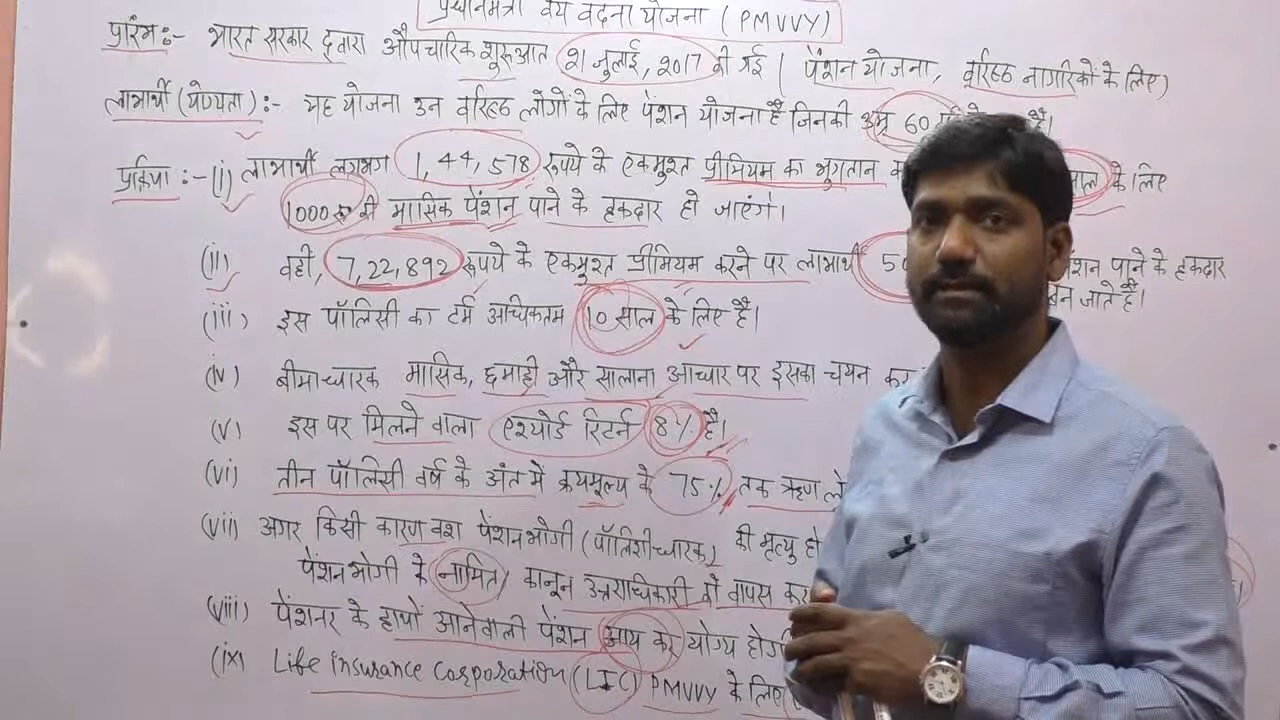 प्रधानमंत्री वय वंदना योजना (PMVVY)
प्रारंभ :- भारत सरकार द्वारा औपचारिक शुरूआत 21 जुलाई, 2017 की गई | पेंशन योजना, वरिष्ठ नागरिकों के लिए)
लाभार्थी (योग्यता) :- यह योजना उन वरिष्ठ लोगों के लिए पेंशन योजना है जिनकी उम्र 60 है।
प्रक्रिया :- (i) लाभार्थी लगभग 1,44,578 रूपये के एकमुश्त प्रीमियम का भुगतान साल के लिए
1000 रू की मासिक पेंशन पाने के हकदार हो जाएंगे।
(ii) वही, 7,22,892 रूपये के एकमुश्त प्रीमियम करने पर लाभार्थी पेंशन पाने के हकदार
बन जाते हैं।
(iii) इस पॉलिसी का टर्म अधिकतम 10 साल के लिए है।
(iv) बीमाधारक मासिक, छमाही और सालाना आधार पर इसका चयन कर
(v) इस पर मिलने वाला एश्योर्ड रिटर्न 8% है।
(vi) तीन पॉलिसी वर्ष के अंत में क्रयमूल्य के 75% तक ऋण ले
(vii) अगर किसी कारण वश पेंशनभोगी (पॉलिशीधारक) की मृत्यु हो
पेंशनभोगी के नामित/ कानून उत्तराधिकारी को वापस कर
(viii) पेंशनर के हाथों आनेवाली पेंशन आय कर योग्य होगी
(ix) Life insurance Corporation (LIC) PMVVY के लिए